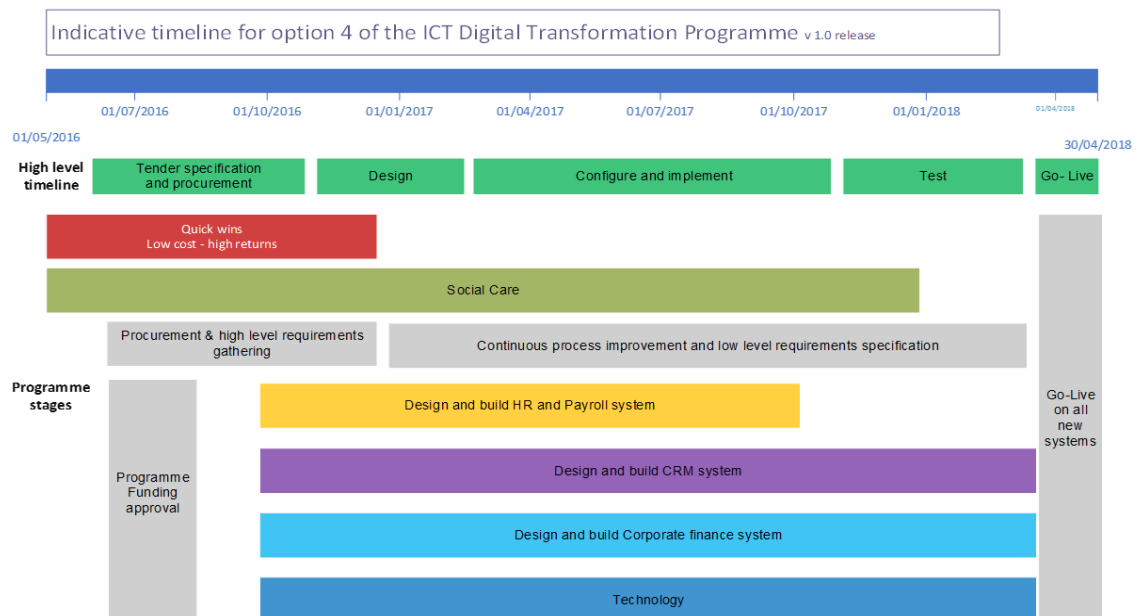 Indicative timeline for option 4 of the ICT Digital Transformation Programme v 1.0 release
01/07/2016
01/10/2016
01/01/2017
01/04/2017
01/07/2017
01/10/2017
01/01/2018
01/04/2018
01/05/2016
30/04/2018
High level
timeline
Tender specification
and procurement
Design
Configure and implement
Test
Go- Live
Quick wins
Low cost - high returns
Social Care
Procurement & high level requirements
gathering
Continuous process improvement and low level requirements specification
Programme
stages
Design and build HR and Payroll system
Go-Live
on all
new
systems
Design and build CRM system
Programme
Funding
approval
Design and build Corporate finance system
Technology